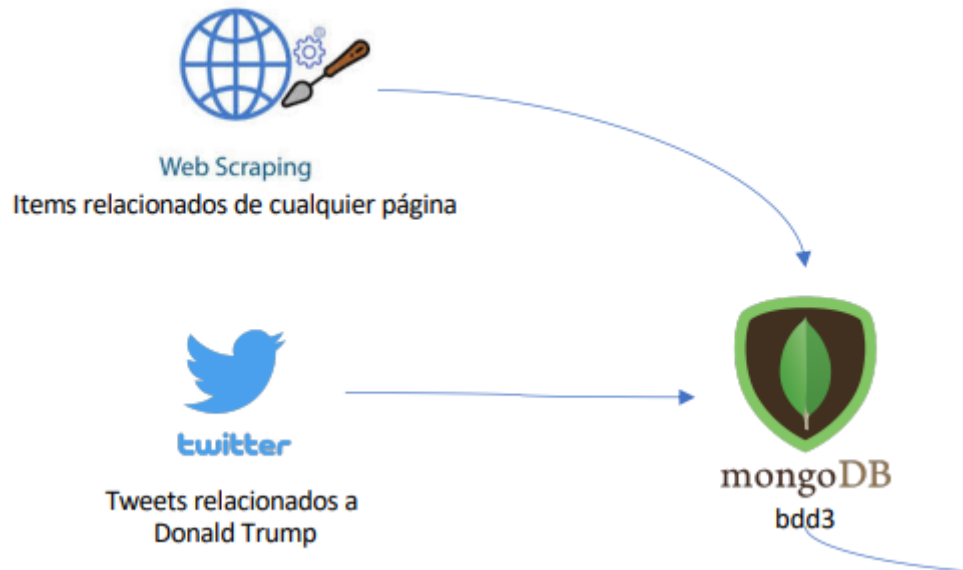 Web Scraping
Items relacionados de cualquier página
twitter
Tweets relacionados a
Donald Trump
mongoDB
bdd3